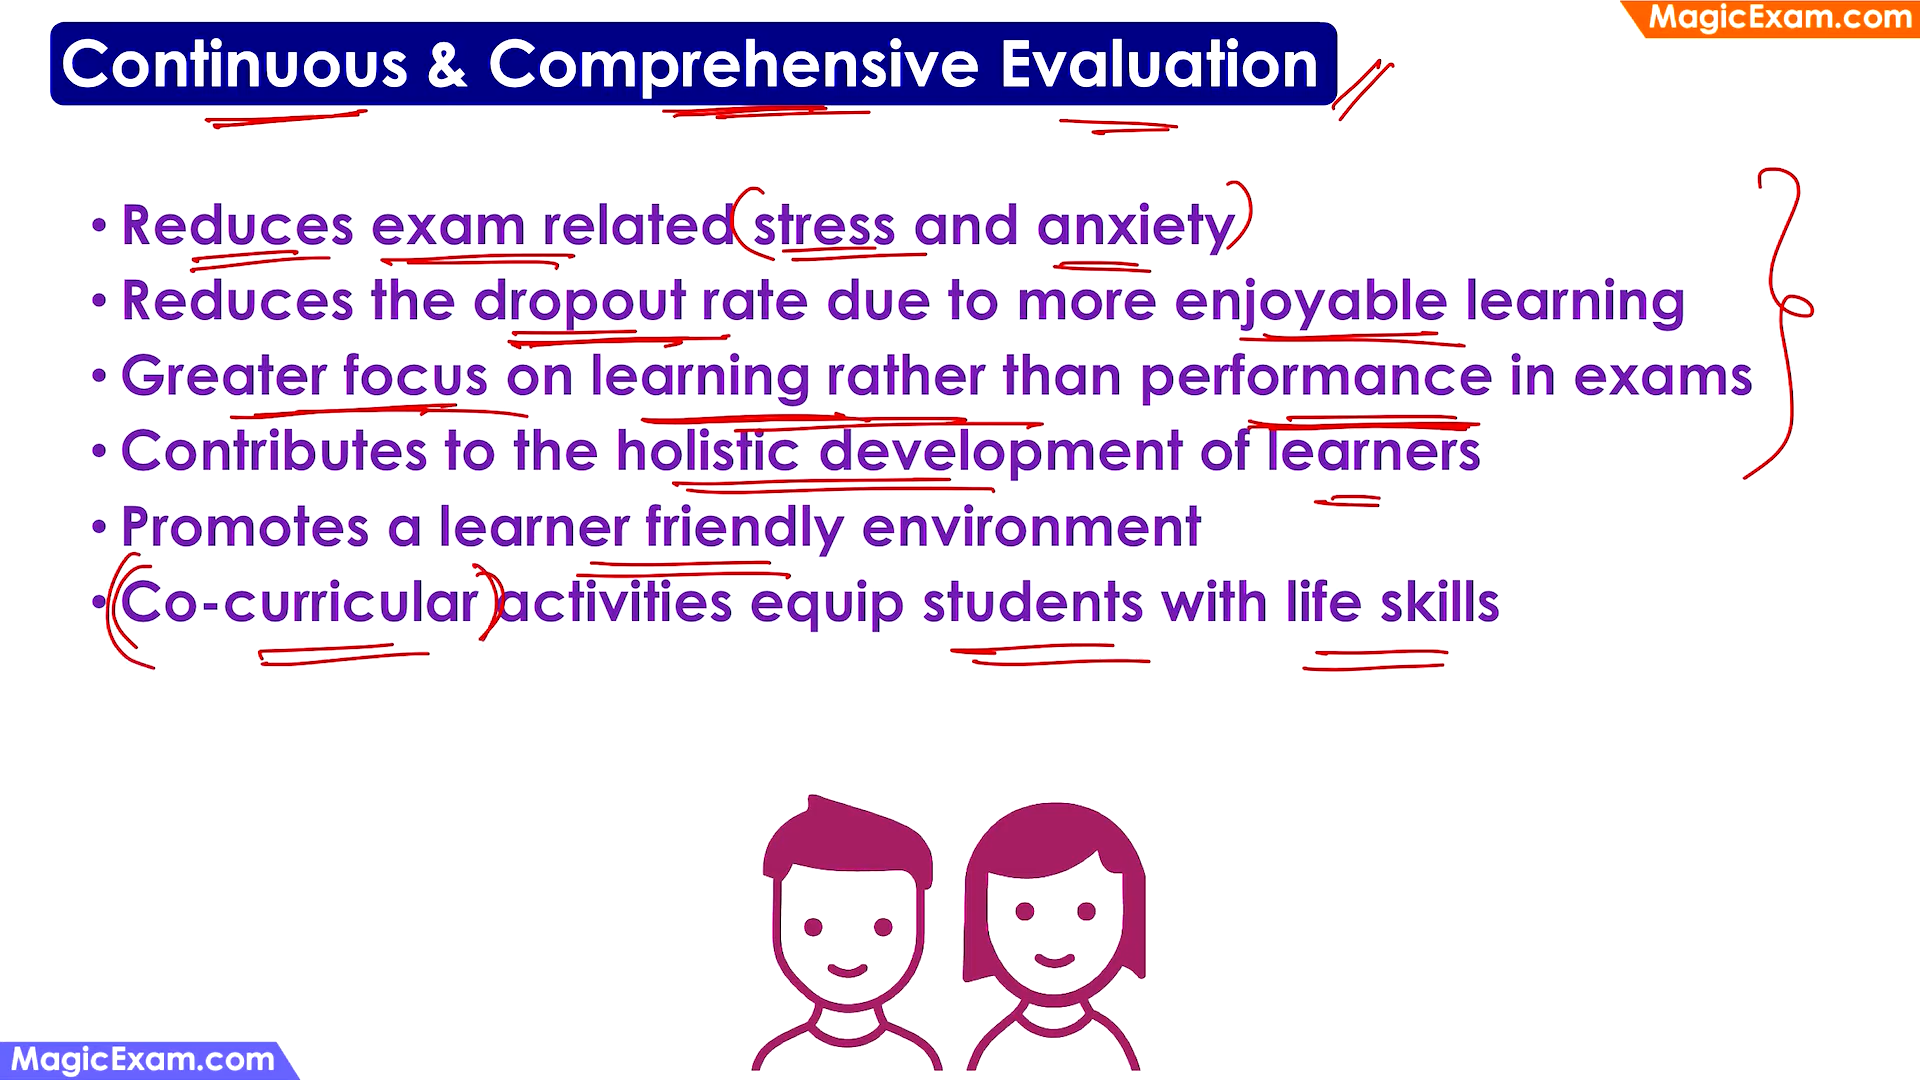 MagicExam.com
Continuous & Comprehensive Evaluation
• Reduces exam related stress and anxiety
• Reduces the dropout rate due to more enjoyable learning
• Greater focus on learning rather than performance in exams
• Contributes to the holistic development of learners
• Promotes a learner friendly environment
• Co-curricular activities equip students with life skills
MagicExam.com